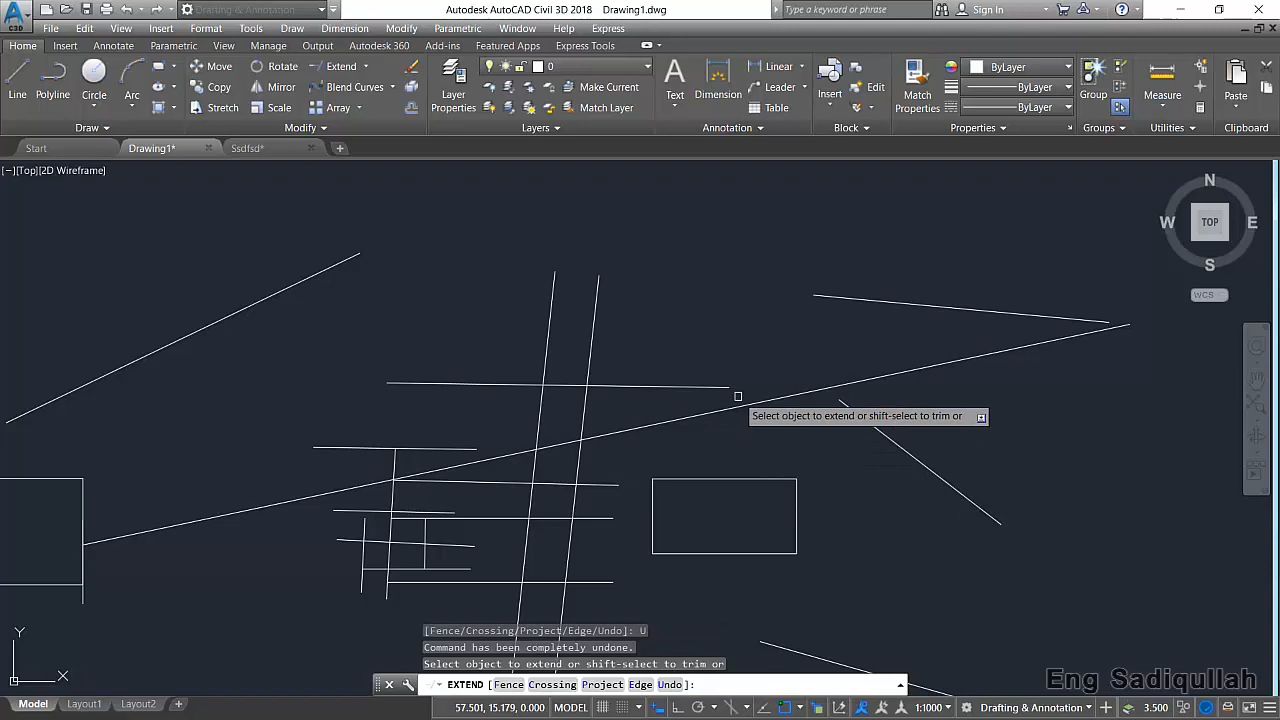 C3D
Drafting & Annotation
Autodesk AutoCAD Civil 3D 2018 Drawing1.dwg
Type a keyword or phrase
Sign In
File Edit View Insert Format Tools Draw Dimension Modify Parametric Window Help Express
Home Insert Annotate Parametric View Manage Output Autodesk 360 Add-ins Featured Apps Express Tools
Line Polyline Circle Arc
Move Rotate Extend
Copy Mirror Blend Curves
Stretch Scale Array
Layer Properties
0
Make Current
Match Layer
Text Dimension
Linear
Leader
Table
Insert
Edit
Match Properties
ByLayer
ByLayer
ByLayer
Group
Measure
Paste
Draw Modify Layers Annotation Block Properties Groups Utilities Clipboard
Start Drawing1* Ssdfsd*
[−][Top][2D Wireframe]
N
W TOP E
S
WCS
Select object to extend or shift-select to trim or
[Fence/Crossing/Project/Edge/Undo]: U
Command has been completely undone.
Select object to extend or shift-select to trim or
Y
X
EXTEND [Fence Crossing Project Edge Undo]:
Eng Sadiqullah
Model Layout1 Layout2
57.501, 15.179, 0.000 MODEL 1:1000 Drafting & Annotation 3.500